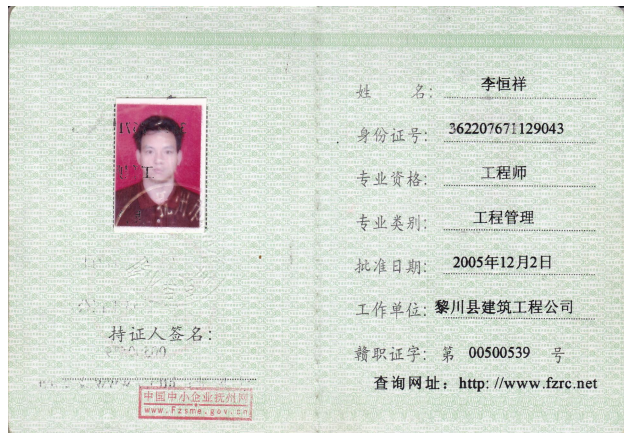 姓 名: 李恒祥
身份证号: 362207671129043
专业资格: 工程师
专业类别: 工程管理
批准日期: 2005年12月2日
工作单位: 黎川县建筑工程公司
赣职证字: 第 00500539 号
查询网址: http: //www.fzrc.net
持证人签名:
中国中小企业抚州网
www.Fzsme.gov.cn